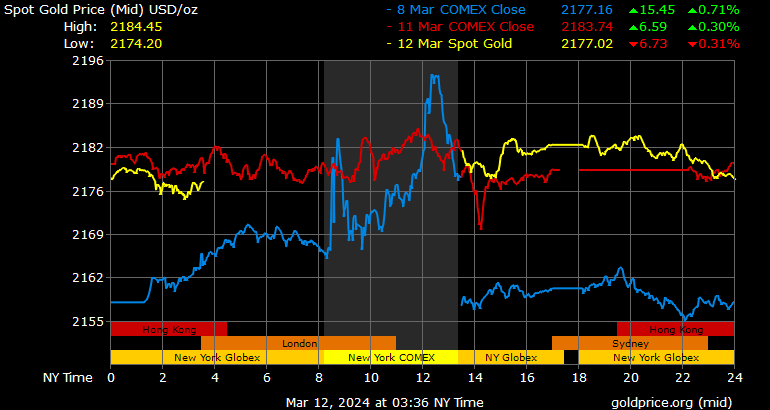 Spot Gold Price (Mid) USD/oz - 8 Mar COMEX Close 2177.16 ▲15.45 ▲0.71%
High: 2184.45 - 11 Mar COMEX Close 2183.74 ▲6.59 ▲0.30%
Low: 2174.20 - 12 Mar Spot Gold 2177.02 ▼6.73 ▼0.31%
2196
2189
2182
2176
2169
2162
2155
Hong Kong Hong Kong
London Sydney
New York Globex New York COMEX NY Globex New York Globex
NY Time 0 2 4 6 8 10 12 14 16 18 20 22 24
Mar 12, 2024 at 03:36 NY Time goldprice.org (mid)